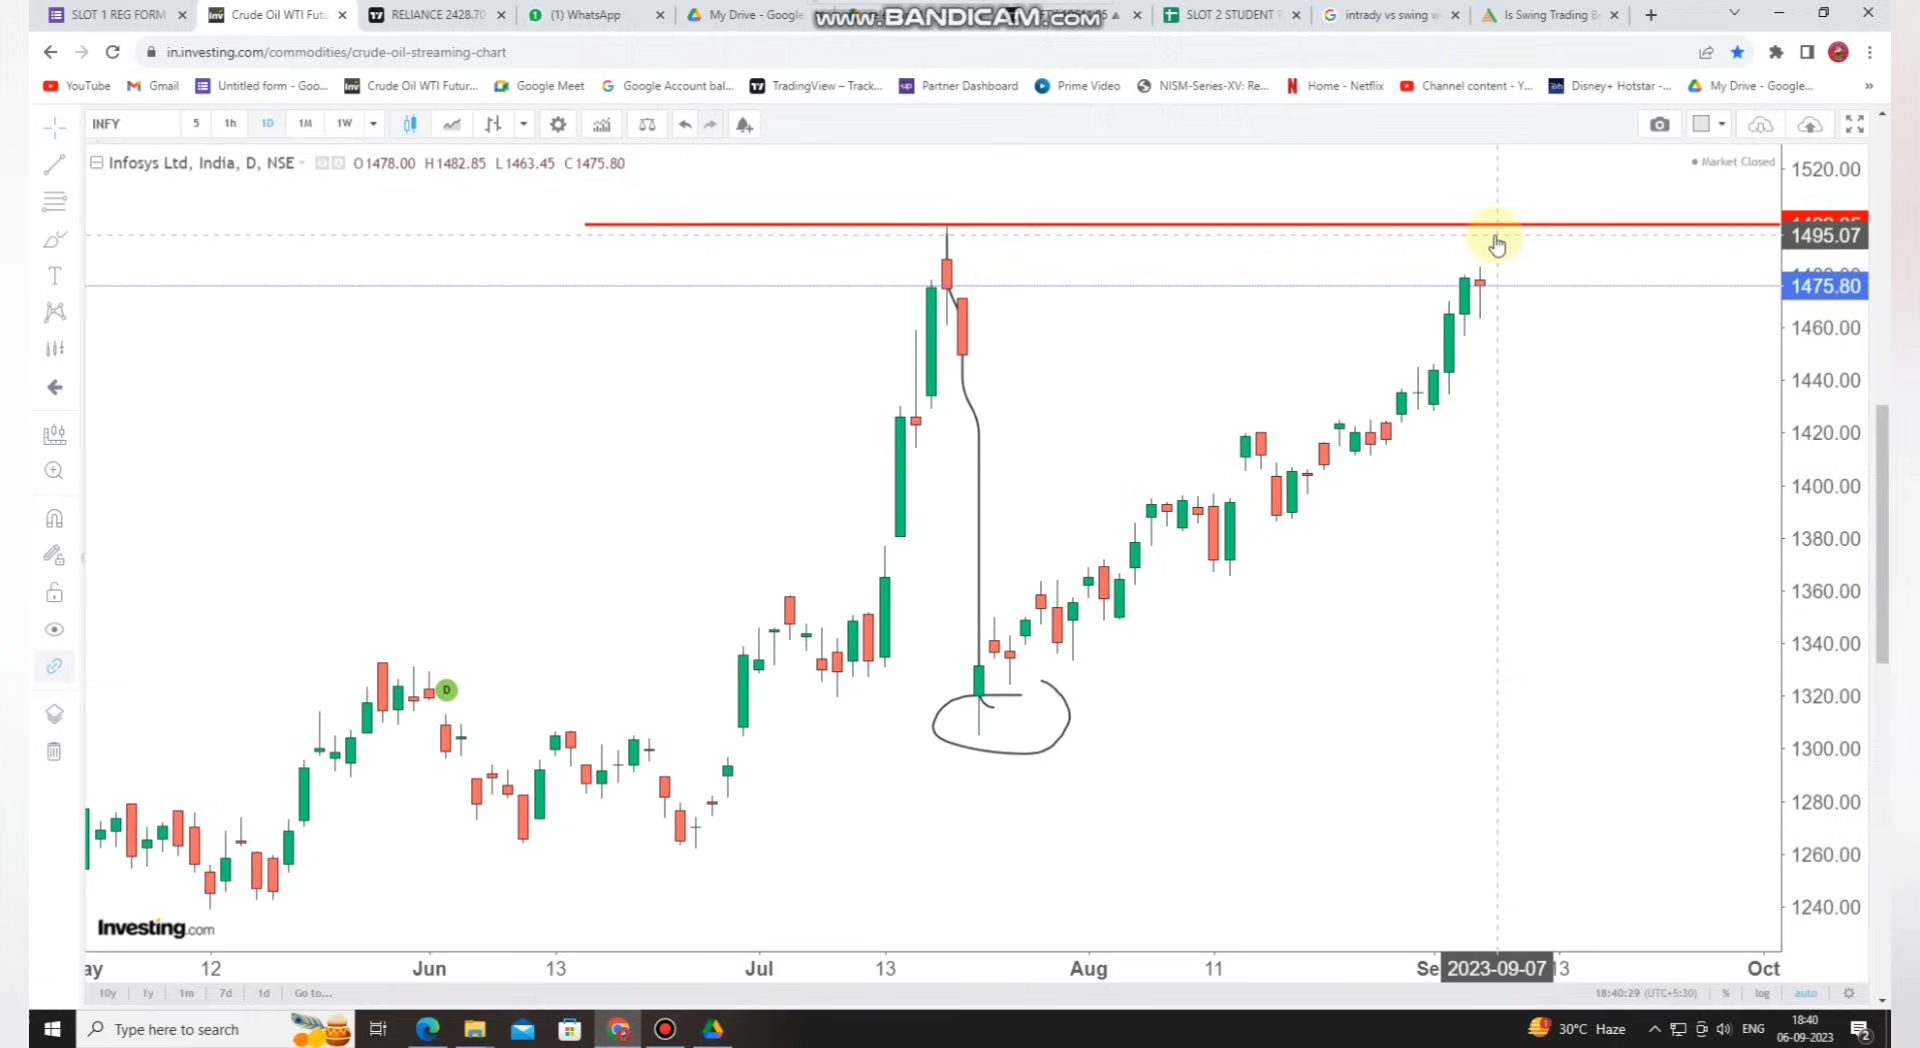 SLOT 1 REG FORM
Crude Oil WTI Futu
RELIANCE 2428.70
(1) WhatsApp
My Drive - Google
www.BANDICAM.com
SLOT 2 STUDENT F
intrady vs swing w
Is Swing Trading Be
in.investing.com/commodities/crude-oil-streaming-chart
YouTube
Gmail
Untitled form - Goo...
Crude Oil WTI Futur...
Google Meet
Google Account bal...
TradingView – Track...
Partner Dashboard
Prime Video
NISM-Series-XV: Re...
Home - Netflix
Channel content - Y...
Disney+ Hotstar -...
My Drive - Google...
INFY
5
1h
1D
1M
1W
Infosys Ltd, India, D, NSE
O1478.00 H1482.85 L1463.45 C1475.80
Market Closed
1520.00
1495.07
1475.80
1460.00
1440.00
1420.00
1400.00
1380.00
1360.00
1340.00
1320.00
1300.00
1280.00
1260.00
1240.00
D
Investing.com
ay
12
Jun
13
Jul
13
Aug
11
Se
2023-09-07
13
Oct
10y
1y
1m
7d
1d
Go to...
18:40:29 (UTC+5:30)
%
log
auto
Type here to search
30°C Haze
ENG
18:40
06-09-2023
2